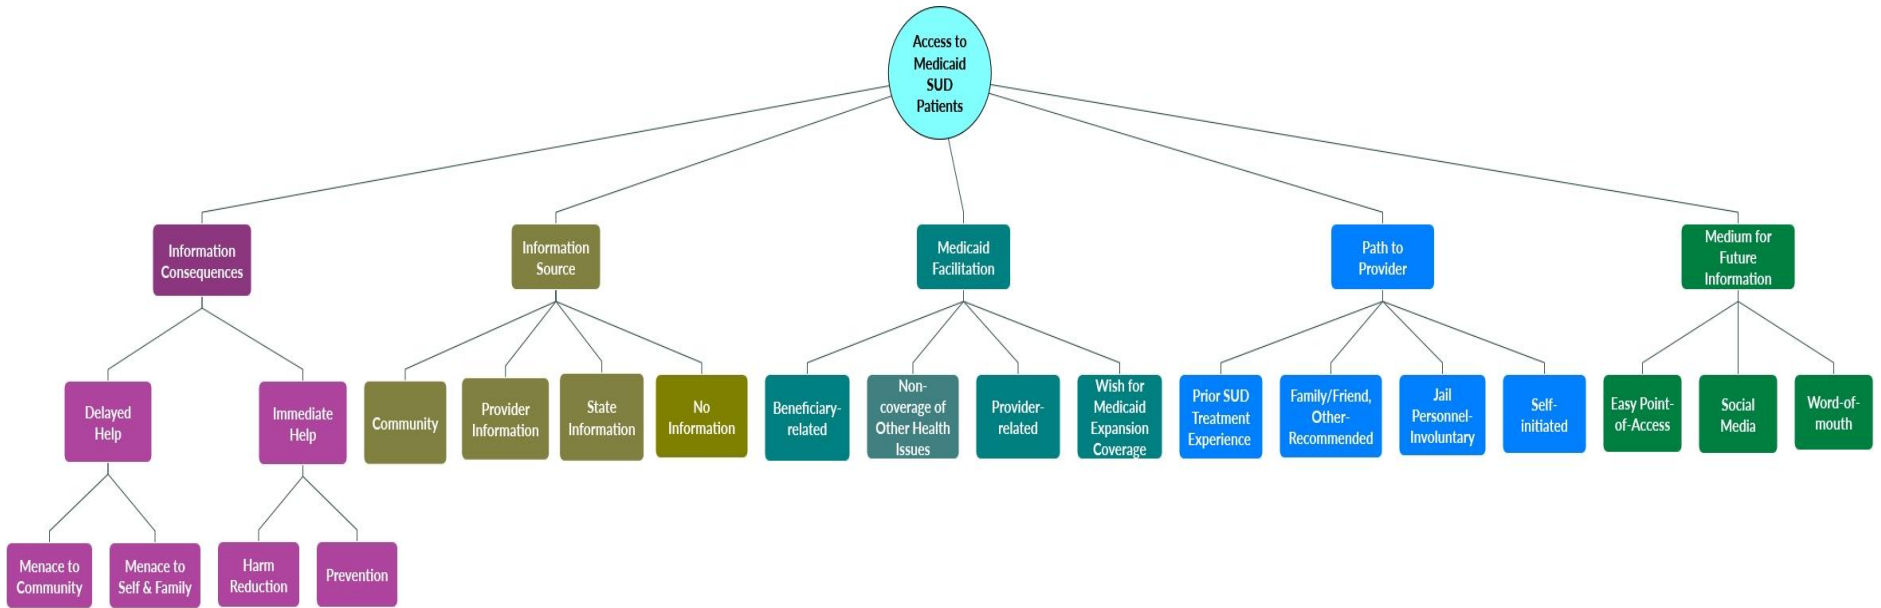 Access to
Medicaid
SUD
Patients
Information
Consequences
Information
Source
Medicaid
Facilitation
Path to
Provider
Medium for
Future
Information
Delayed
Help
Immediate
Help
Community
Provider
Information
State
Information
No
Information
Beneficiary-
related
Non-
coverage of
Other Health
Issues
Provider-
related
Wish for
Medicaid
Expansion
Coverage
Prior SUD
Treatment
Experience
Family/Friend,
Other-
Recommended
Jail
Personnel-
Involuntary
Self-
initiated
Easy Point-
of-Access
Social
Media
Word-of-
mouth
Menace to
Community
Menace to
Self & Family
Harm
Reduction
Prevention